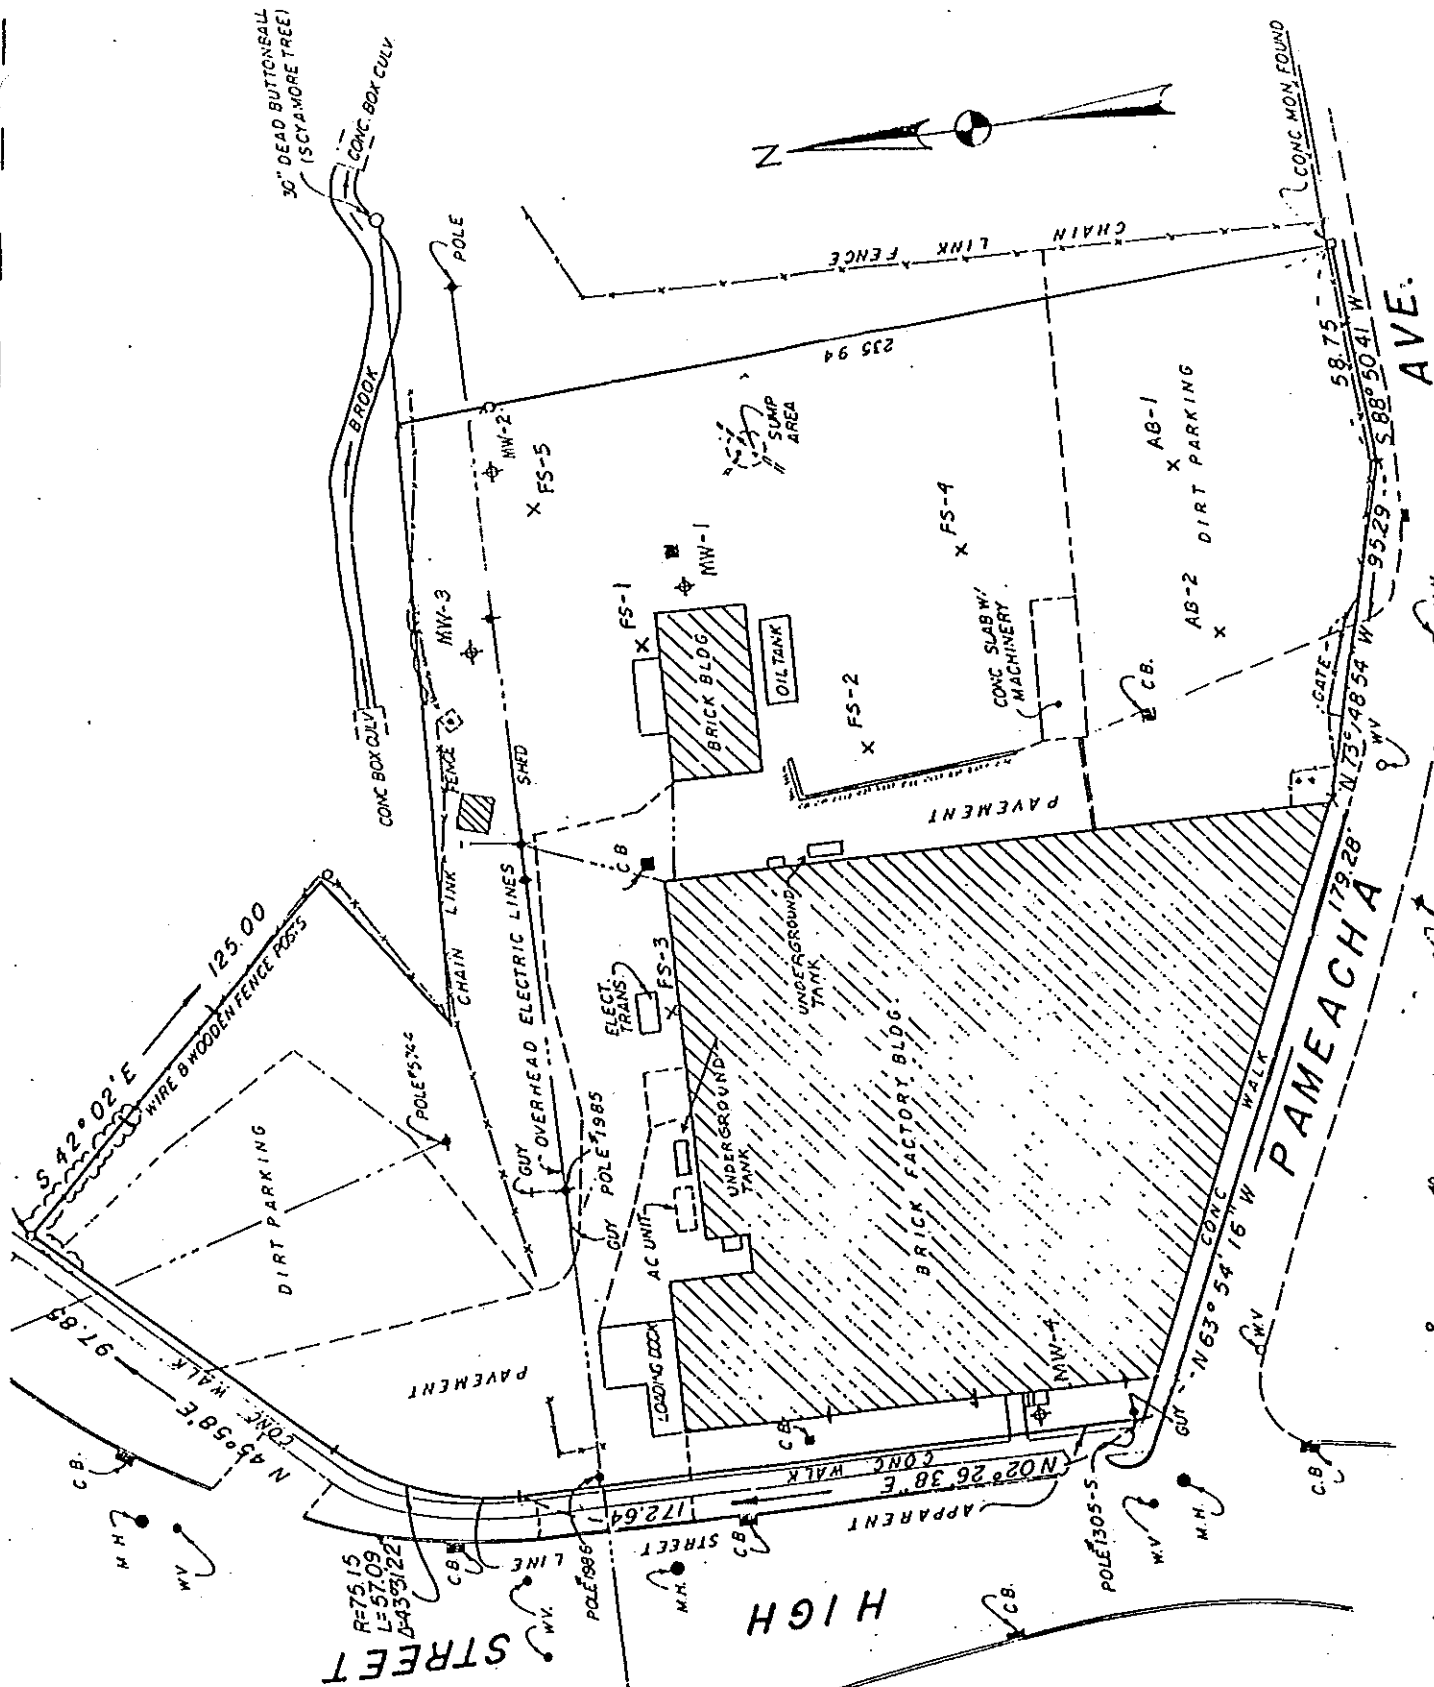 30" DEAD BUTTONBALL
(SCYAMORE TREE)
CONC. BOX CULV.
CONC MON. FOUND
N
POLE
CHAIN LINK FENCE
BROOK
235 94
MW-2
FS-5
SUMP
AREA
58.75
S 88° 50 41 W
AVE.
AB-1
DIRT PARKING
AB-2
FS-4
MW-1
MW-3
FS-1
BRICK BLDG.
OIL TANK
FS-2
CONC SLAB W/
MACHINERY
C.B.
GATE
95.29
N 73° 48 54 W
W.V
CONC BOX CULV
FENCE
SHED
PAVEMENT
C B
CHAIN LINK
125.00
S 42° 02' E
WIRE & WOODEN FENCE POSTS
OVERHEAD ELECTRIC LINES
ELECT.
TRANS.
FS-3
UNDERGROUND
TANK
UNDERGROUND
TANK
BRICK FACTORY BLDG.
179.28'
PAMEACHA
CONC WALK
N 63° 54' 16" W
DIRT PARKING
GUY
POLE #1985
GUY
AC UNIT
LOADING DOCK
PAVEMENT
97.85
N 45° 58' E
CONC. WALK
C B.
M H
W.V
R=75.15
L=57.09
Δ=43°31'22"
C B.
LINE
W.V.
POLE #1986
172.64
STREET
M.H.
C B
C B
CONC. WALK
N 02° 26 38" E
APPARENT
MW-4
GUY
POLE #1305-S
W.V
M.H.
W.V
C.B.
C.B.
HIGH
STREET